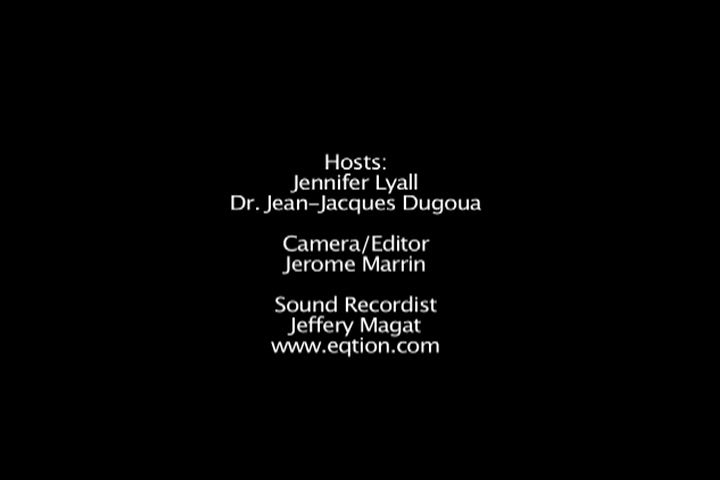 Hosts:
Jennifer Lyall
Dr. Jean-Jacques Dugoua
Camera/Editor
Jerome Marrin
Sound Recordist
Jeffery Magat
www.eqtion.com